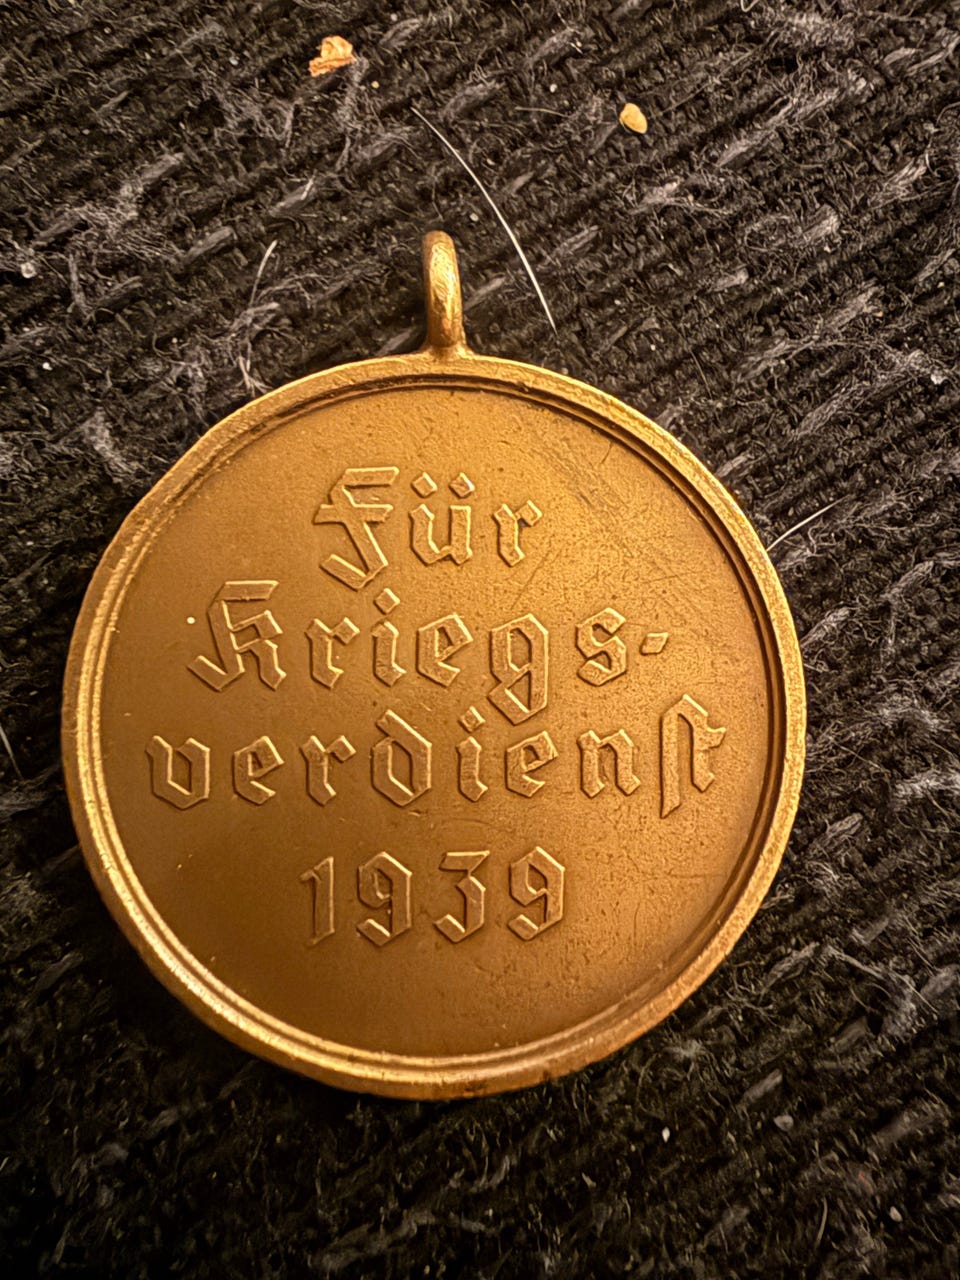 Für
Kriegs-
verdienst
1939